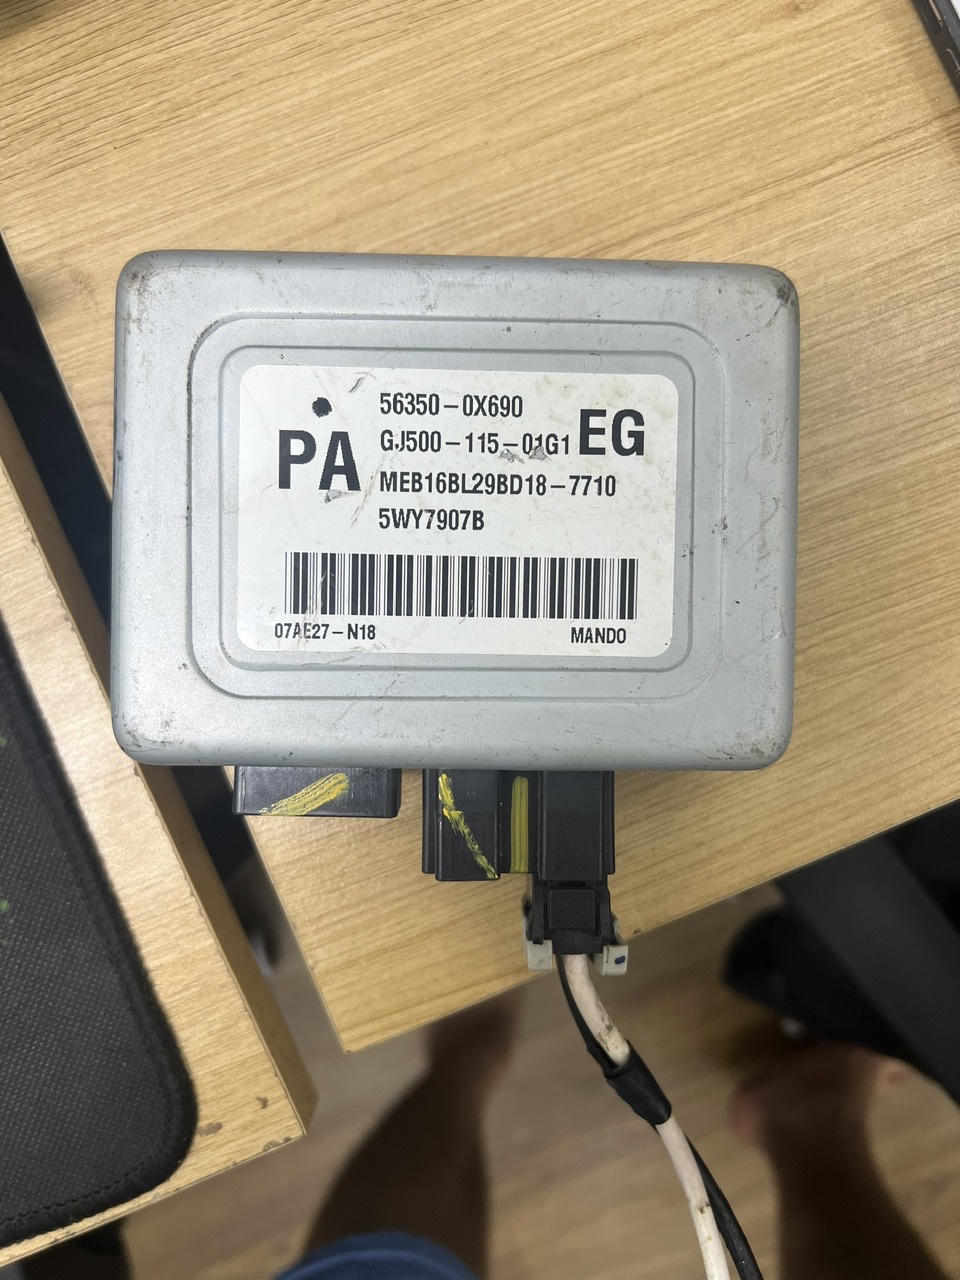 56350-0X690
PA
GJ500-115-01G1
EG
MEB16BL29BD18-7710
5WY7907B
07AE27-N18
MANDO